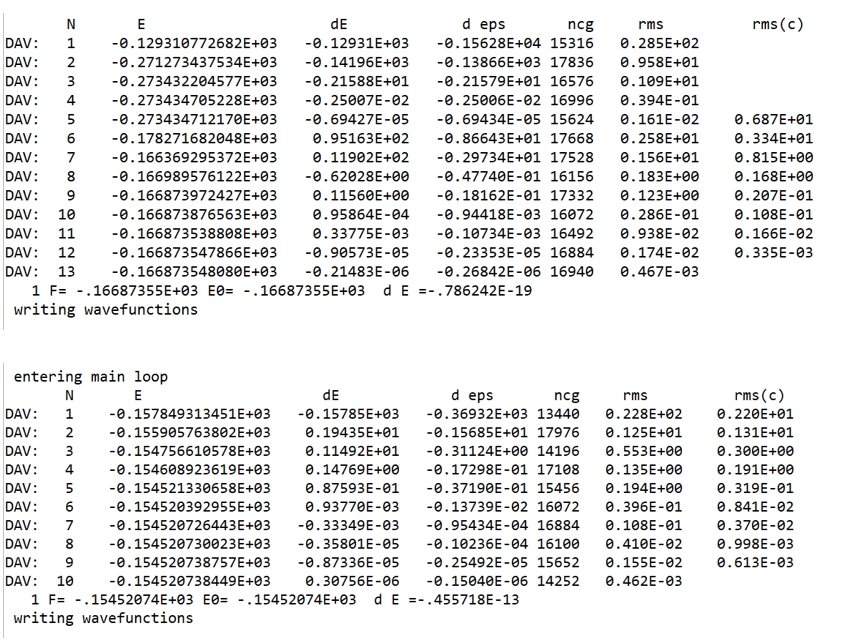 N E dE d eps ncg rms rms(c)
DAV: 1 -0.129310772682E+03 -0.12931E+03 -0.15628E+04 15316 0.285E+02
DAV: 2 -0.271273437534E+03 -0.14196E+03 -0.13866E+03 17836 0.958E+01
DAV: 3 -0.273432204577E+03 -0.21588E+01 -0.21579E+01 16576 0.109E+01
DAV: 4 -0.273434705228E+03 -0.25007E-02 -0.25006E-02 16996 0.394E-01
DAV: 5 -0.273434712170E+03 -0.69427E-05 -0.69434E-05 15624 0.161E-02 0.687E+01
DAV: 6 -0.178271682048E+03 0.95163E+02 -0.86643E+01 17668 0.258E+01 0.334E+01
DAV: 7 -0.166369295372E+03 0.11902E+02 -0.29734E+01 17528 0.156E+01 0.815E+00
DAV: 8 -0.166989576122E+03 -0.62028E+00 -0.47740E-01 16156 0.183E+00 0.168E+00
DAV: 9 -0.166873972427E+03 0.11560E+00 -0.18162E-01 17332 0.123E+00 0.207E-01
DAV: 10 -0.166873876563E+03 0.95864E-04 -0.94418E-03 16072 0.286E-01 0.108E-01
DAV: 11 -0.166873538808E+03 0.33775E-03 -0.10734E-03 16492 0.938E-02 0.166E-02
DAV: 12 -0.166873547866E+03 -0.90573E-05 -0.23353E-05 16884 0.174E-02 0.335E-03
DAV: 13 -0.166873548080E+03 -0.21483E-06 -0.26842E-06 16940 0.467E-03
1 F= -.16687355E+03 E0= -.16687355E+03 d E =-.786242E-19
writing wavefunctions
entering main loop
N E dE d eps ncg rms rms(c)
DAV: 1 -0.157849313451E+03 -0.15785E+03 -0.36932E+03 13440 0.228E+02 0.220E+01
DAV: 2 -0.155905763802E+03 0.19435E+01 -0.15685E+01 17976 0.125E+01 0.131E+01
DAV: 3 -0.154756610578E+03 0.11492E+01 -0.31124E+00 14196 0.553E+00 0.300E+00
DAV: 4 -0.154608923619E+03 0.14769E+00 -0.17298E-01 17108 0.135E+00 0.191E+00
DAV: 5 -0.154521330658E+03 0.87593E-01 -0.37190E-01 15456 0.194E+00 0.319E-01
DAV: 6 -0.154520392955E+03 0.93770E-03 -0.13739E-02 16072 0.396E-01 0.841E-02
DAV: 7 -0.154520726443E+03 -0.33349E-03 -0.95434E-04 16884 0.108E-01 0.370E-02
DAV: 8 -0.154520730023E+03 -0.35801E-05 -0.10236E-04 16100 0.410E-02 0.998E-03
DAV: 9 -0.154520738757E+03 -0.87336E-05 -0.25492E-05 15652 0.155E-02 0.613E-03
DAV: 10 -0.154520738449E+03 0.30756E-06 -0.15040E-06 14252 0.462E-03
1 F= -.15452074E+03 E0= -.15452074E+03 d E =-.455718E-13
writing wavefunctions